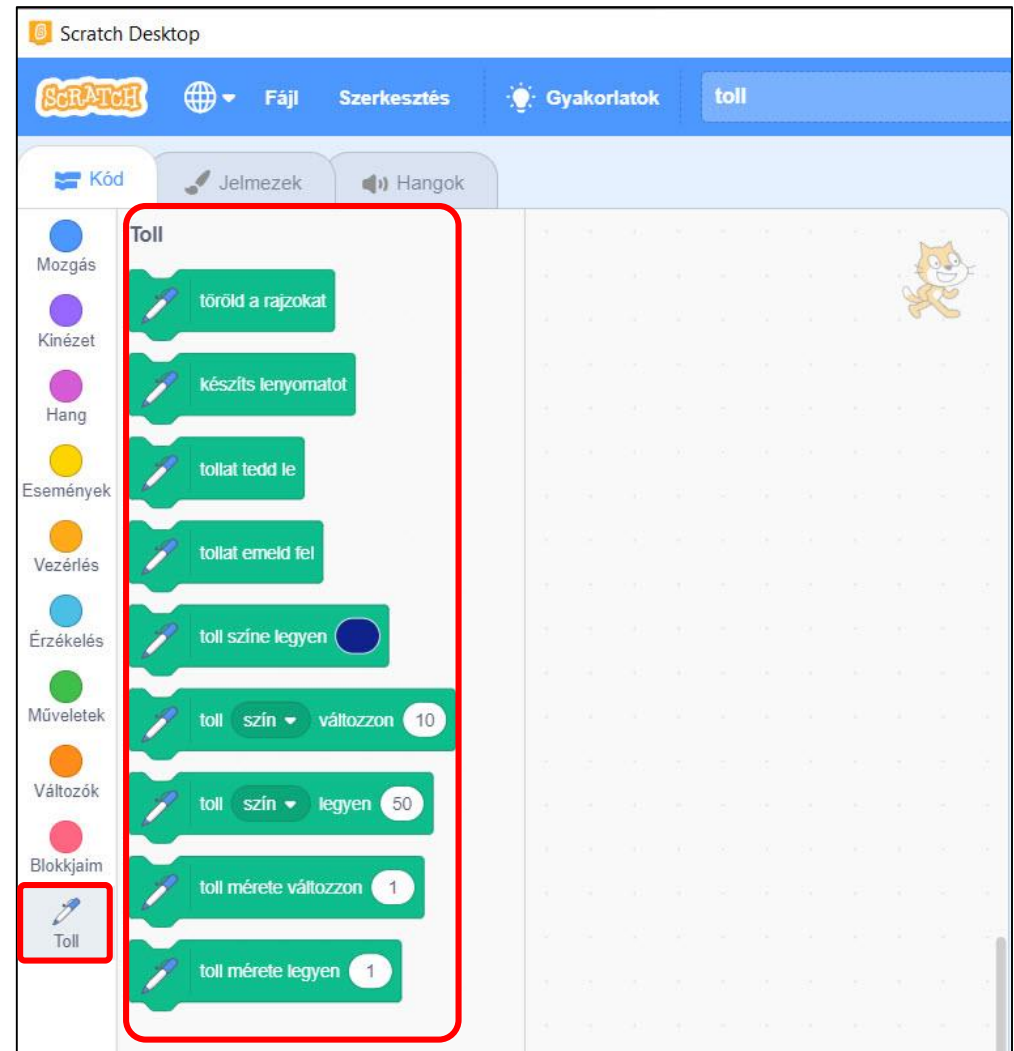 Scratch Desktop
SCRATCH Fájl Szerkesztés Gyakorlatok toll
Kód Jelmezek Hangok
Mozgás
Kinézet
Hang
Események
Vezérlés
Érzékelés
Műveletek
Változók
Blokkjaim
Toll
Toll
töröld a rajzokat
készíts lenyomatot
tollat tedd le
tollat emeld fel
toll színe legyen
toll szín változzon 10
toll szín legyen 50
toll mérete változzon 1
toll mérete legyen 1